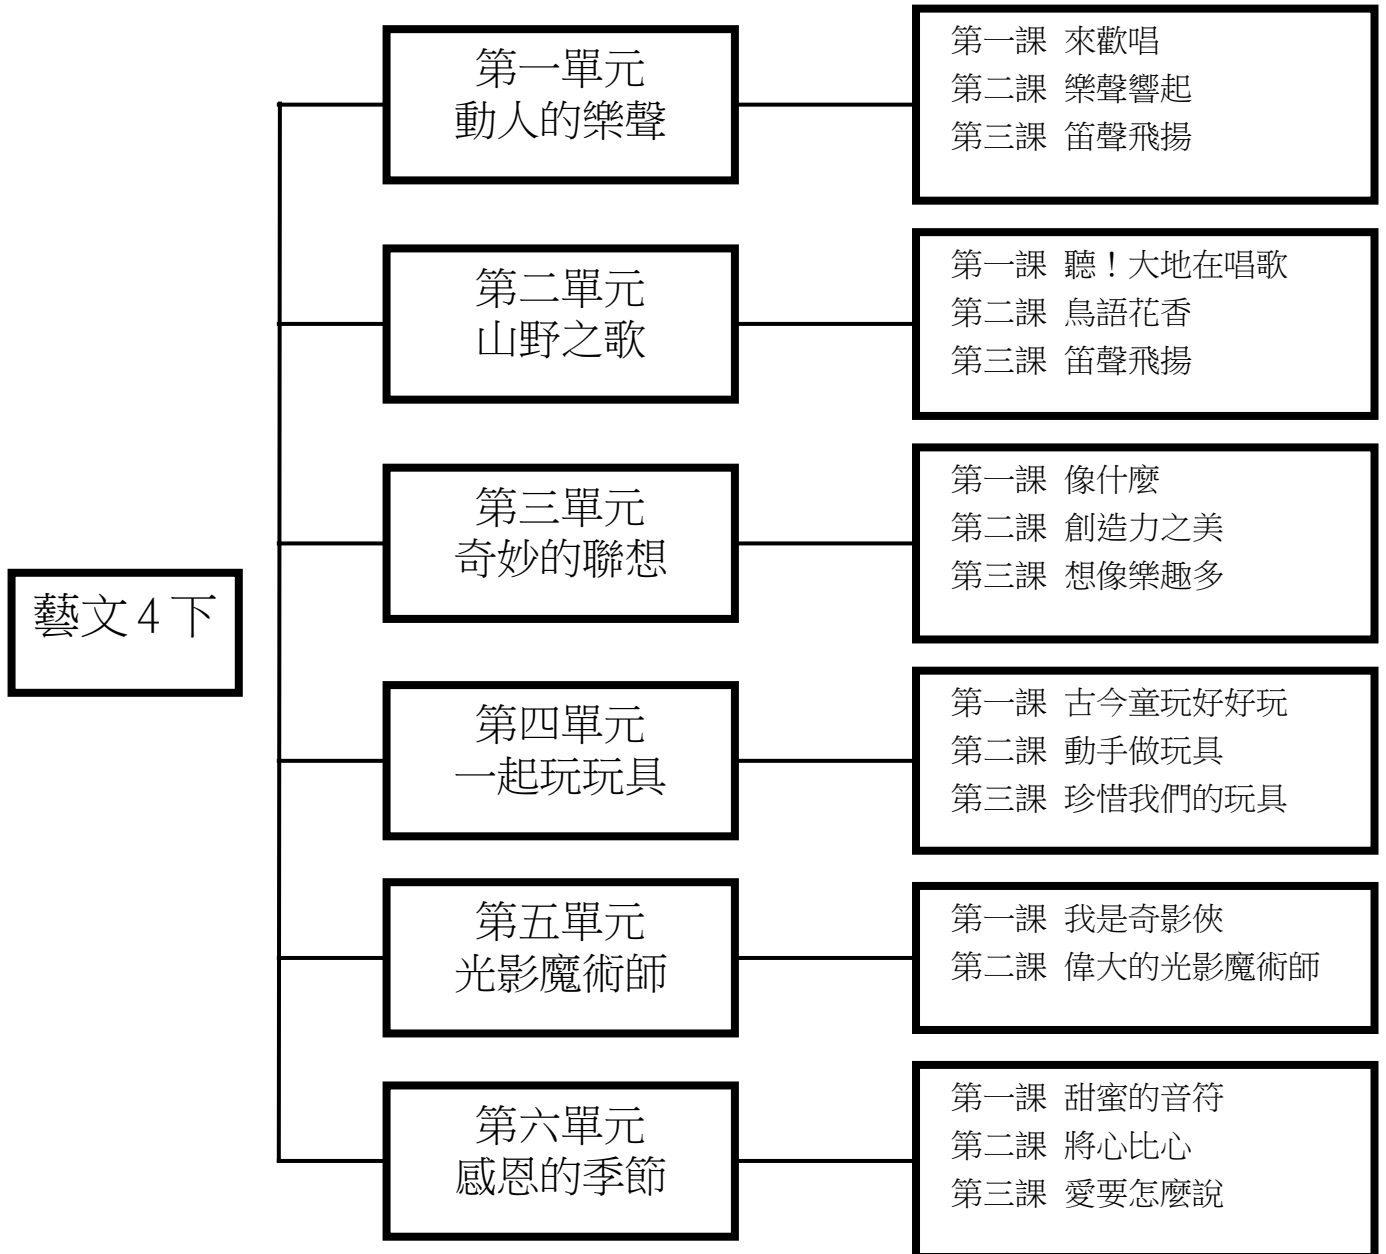 藝文4下
第一單元
動人的樂聲
第一課 來歡唱
第二課 樂聲響起
第三課 笛聲飛揚
第二單元
山野之歌
第一課 聽！大地在唱歌
第二課 鳥語花香
第三課 笛聲飛揚
第三單元
奇妙的聯想
第一課 像什麼
第二課 創造力之美
第三課 想像樂趣多
第四單元
一起玩玩具
第一課 古今童玩好好玩
第二課 動手做玩具
第三課 珍惜我們的玩具
第五單元
光影魔術師
第一課 我是奇影俠
第二課 偉大的光影魔術師
第六單元
感恩的季節
第一課 甜蜜的音符
第二課 將心比心
第三課 愛要怎麼說